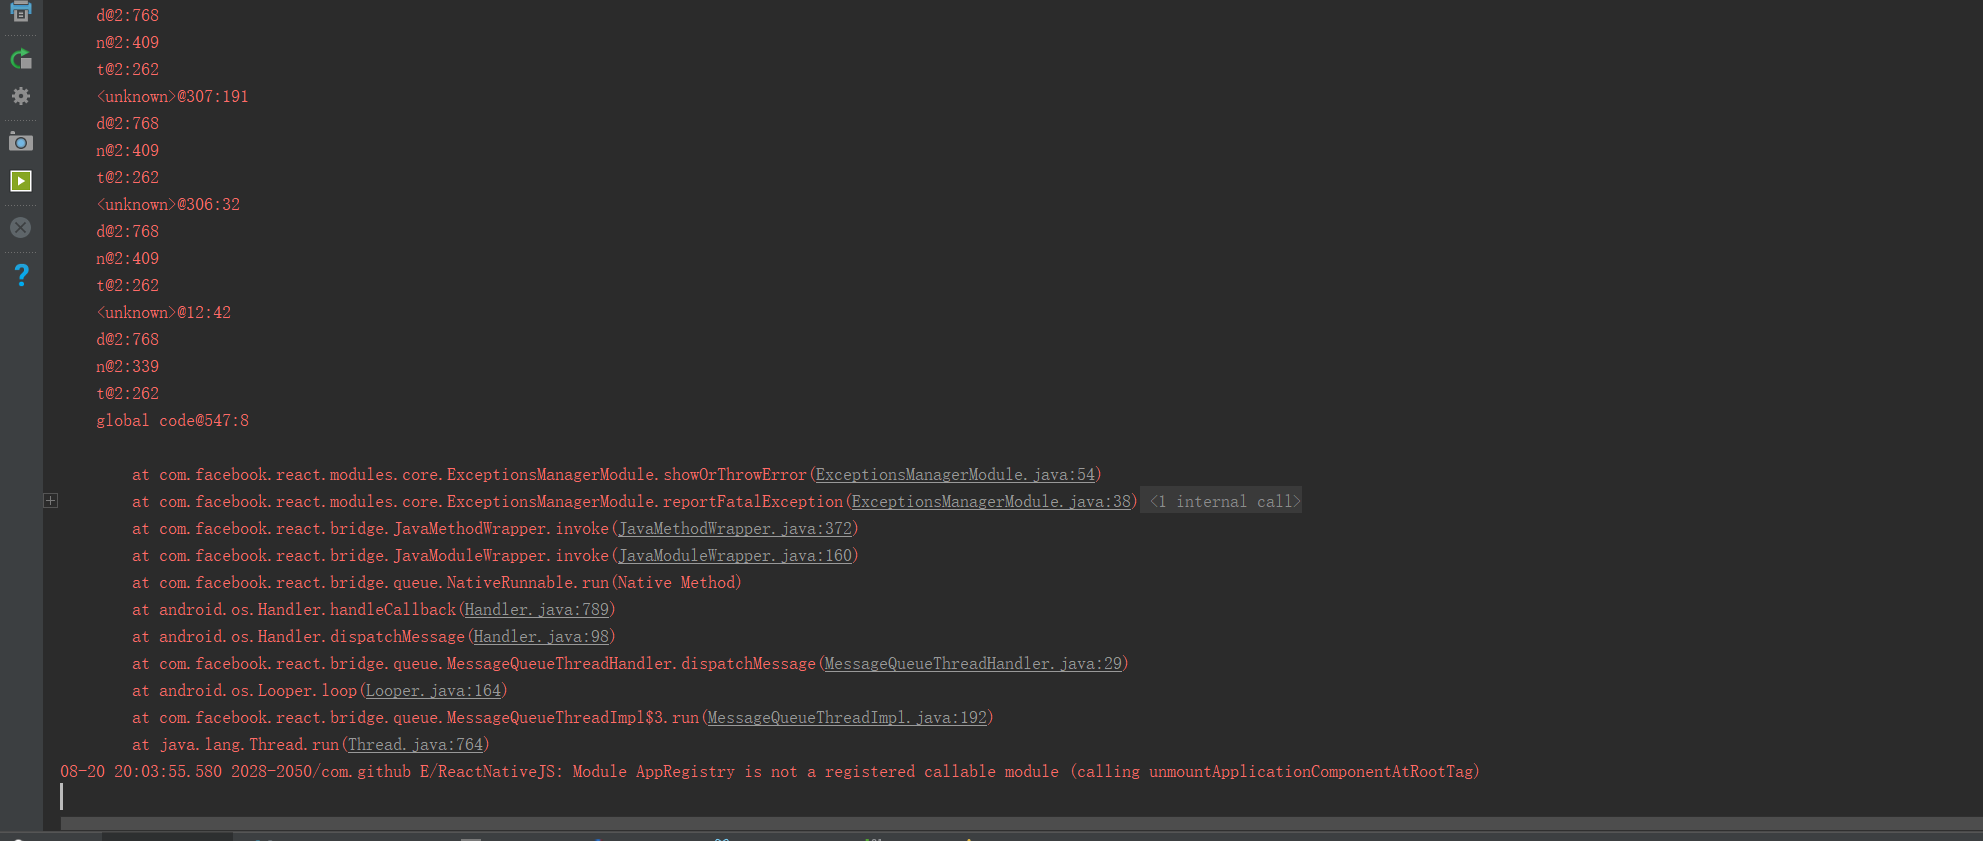 d@2:768
n@2:409
t@2:262
<unknown>@307:191
d@2:768
n@2:409
t@2:262
<unknown>@306:32
d@2:768
n@2:409
t@2:262
<unknown>@12:42
d@2:768
n@2:339
t@2:262
global code@547:8
at com.facebook.react.modules.core.ExceptionsManagerModule.showOrThrowError(ExceptionsManagerModule.java:54)
at com.facebook.react.modules.core.ExceptionsManagerModule.reportFatalException(ExceptionsManagerModule.java:38) <1 internal call>
at com.facebook.react.bridge.JavaMethodWrapper.invoke(JavaMethodWrapper.java:372)
at com.facebook.react.bridge.JavaModuleWrapper.invoke(JavaModuleWrapper.java:160)
at com.facebook.react.bridge.queue.NativeRunnable.run(Native Method)
at android.os.Handler.handleCallback(Handler.java:789)
at android.os.Handler.dispatchMessage(Handler.java:98)
at com.facebook.react.bridge.queue.MessageQueueThreadHandler.dispatchMessage(MessageQueueThreadHandler.java:29)
at android.os.Looper.loop(Looper.java:164)
at com.facebook.react.bridge.queue.MessageQueueThreadImpl$3.run(MessageQueueThreadImpl.java:192)
at java.lang.Thread.run(Thread.java:764)
08-20 20:03:55.580 2028-2050/com.github E/ReactNativeJS: Module AppRegistry is not a registered callable module (calling unmountApplicationComponentAtRootTag)